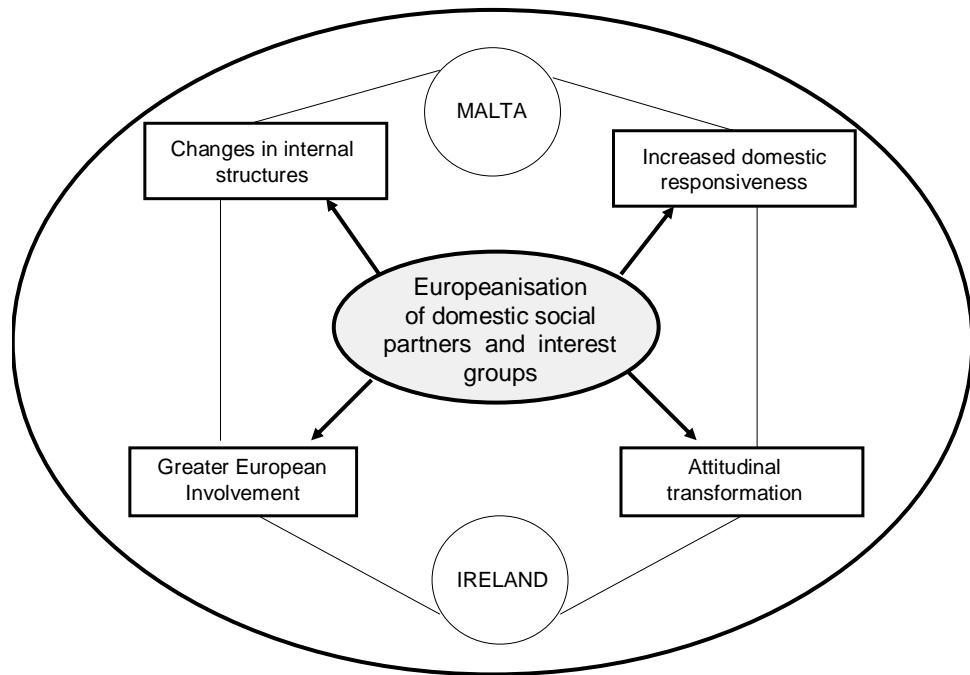 MALTA
Changes in internal
structures
Increased domestic
responsiveness
Europeanisation
of domestic social
partners and interest
groups
Greater European
Involvement
Attitudinal
transformation
IRELAND